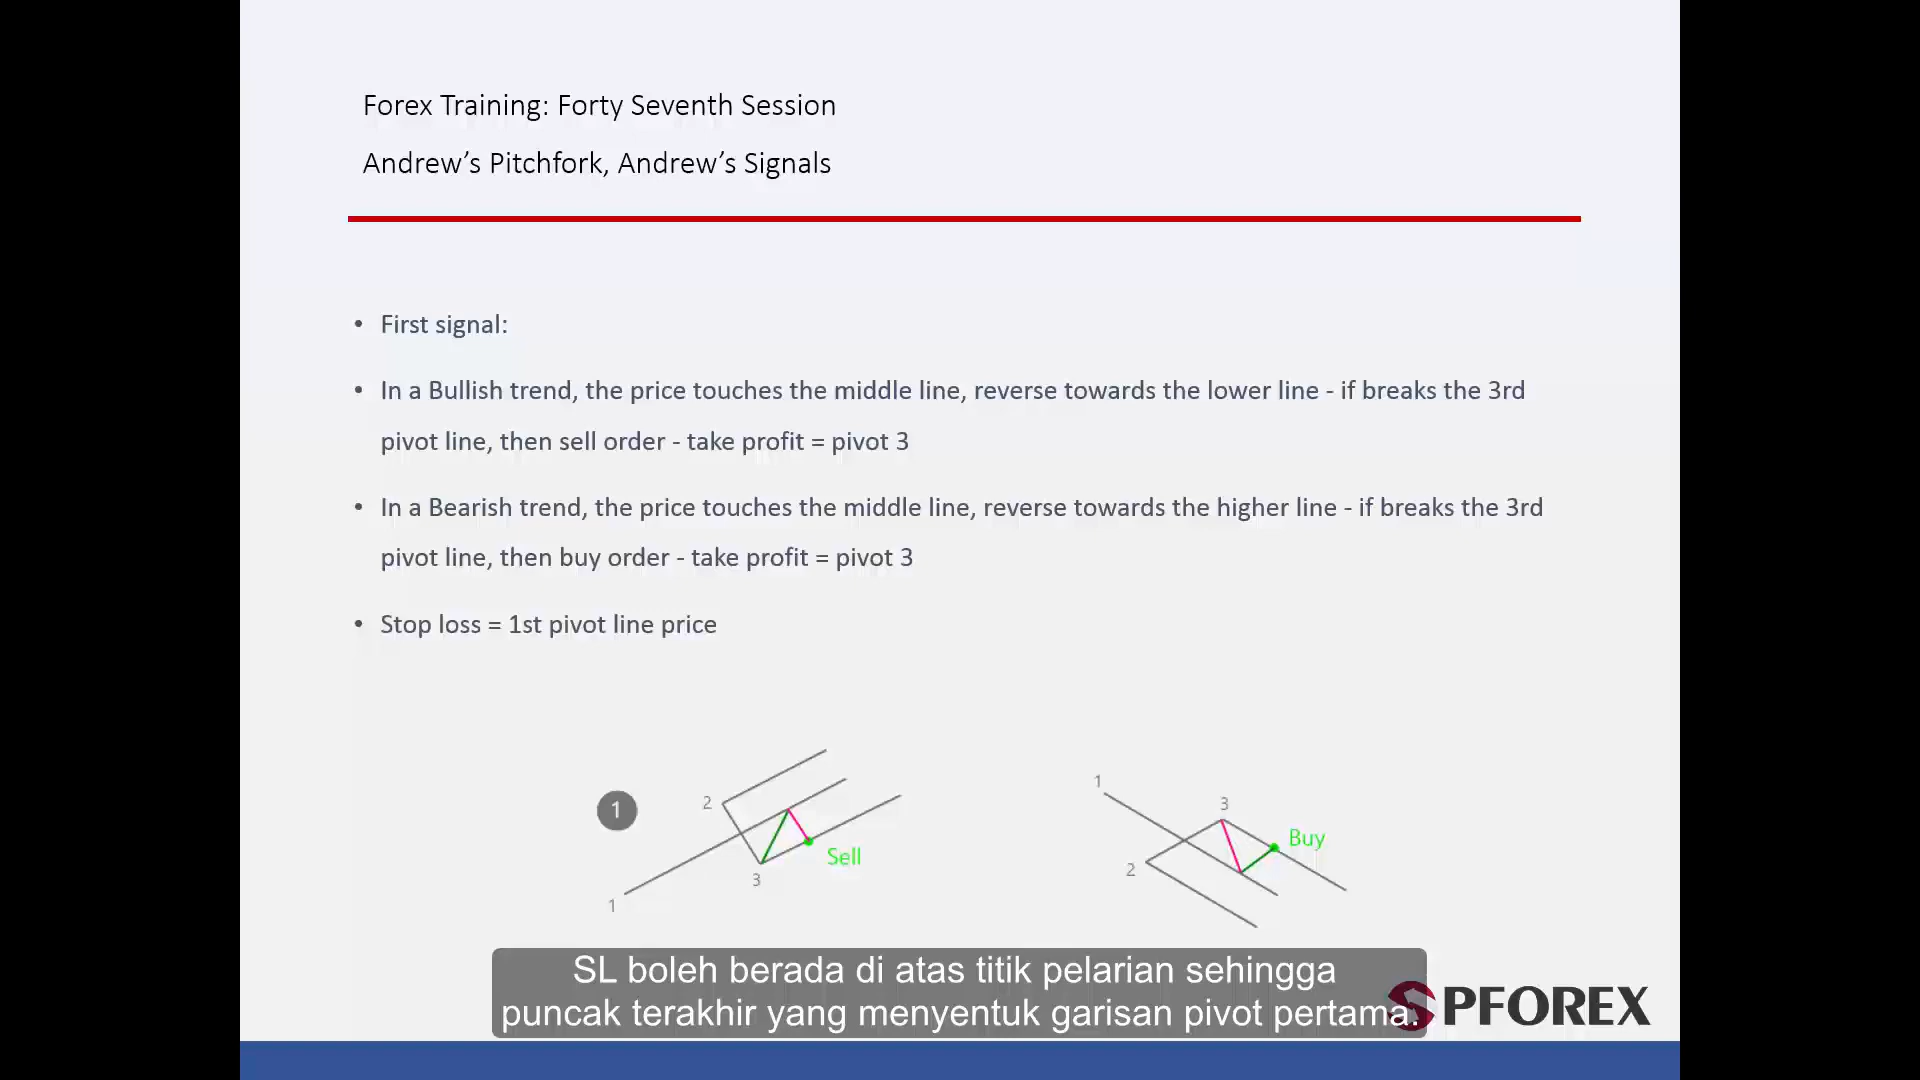 Forex Training: Forty Seventh Session
Andrew’s Pitchfork, Andrew’s Signals
• First signal:
• In a Bullish trend, the price touches the middle line, reverse towards the lower line - if breaks the 3rd
pivot line, then sell order - take profit = pivot 3
• In a Bearish trend, the price touches the middle line, reverse towards the higher line - if breaks the 3rd
pivot line, then buy order - take profit = pivot 3
• Stop loss = 1st pivot line price
1
2
Sell
3
1
1
3
Buy
2
SL boleh berada di atas titik pelarian sehingga
puncak terakhir yang menyentuk garisan pivot pertama.
SPFOREX